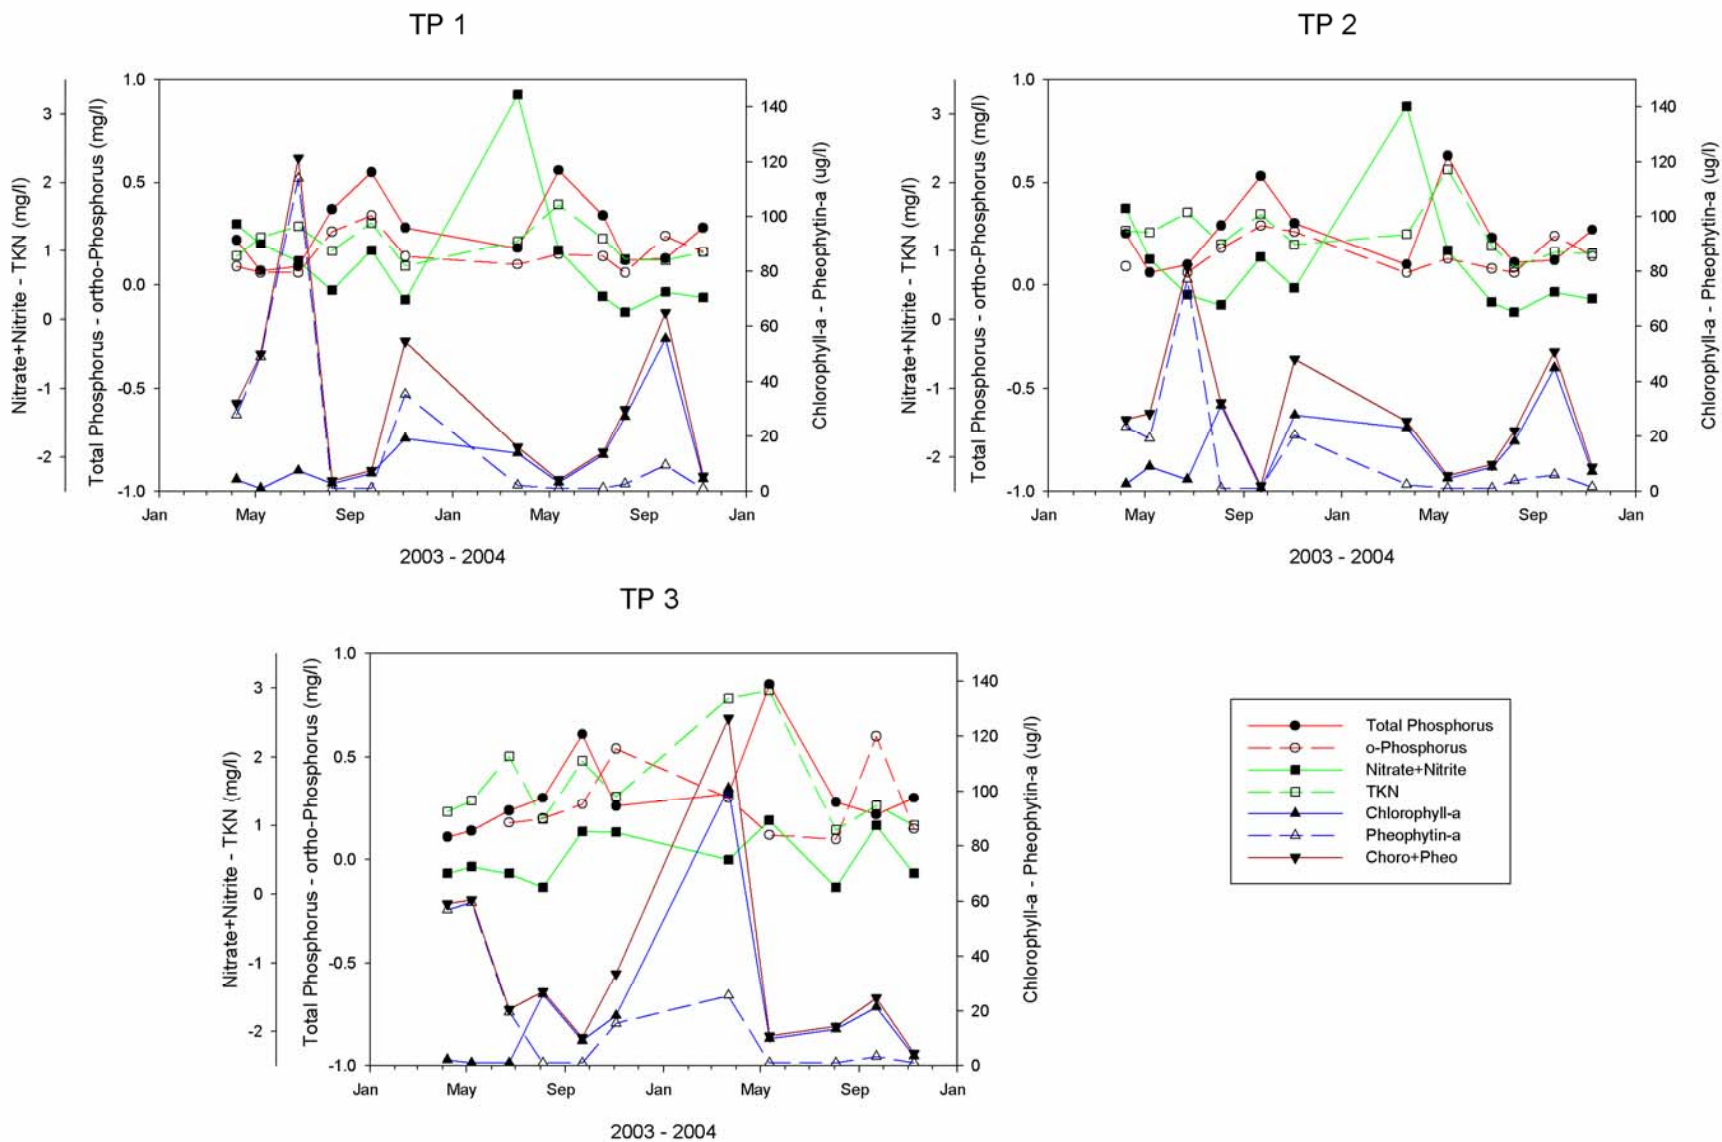 TP 1
TP 2
Nitrate+Nitrite - TKN (mg/l)
3
2
1
0
-1
-2
Total Phosphorus - ortho-Phosphorus (mg/l)
1.0
0.5
0.0
-0.5
-1.0
140
120
100
80
60
40
20
0
Chlorophyll-a - Pheophytin-a (ug/l)
Jan May Sep Jan May Sep Jan
2003 - 2004
Nitrate+Nitrite - TKN (mg/l)
3
2
1
0
-1
-2
Total Phosphorus - ortho-Phosphorus (mg/l)
1.0
0.5
0.0
-0.5
-1.0
140
120
100
80
60
40
20
0
Chlorophyll-a - Pheophytin-a (ug/l)
Jan May Sep Jan May Sep Jan
2003 - 2004
TP 3
Nitrate+Nitrite - TKN (mg/l)
3
2
1
0
-1
-2
Total Phosphorus - ortho-Phosphorus (mg/l)
1.0
0.5
0.0
-0.5
-1.0
140
120
100
80
60
40
20
0
Chlorophyll-a - Pheophytin-a (ug/l)
Jan May Sep Jan May Sep Jan
2003 - 2004
Total Phosphorus
o-Phosphorus
Nitrate+Nitrite
TKN
Chlorophyll-a
Pheophytin-a
Choro+Pheo